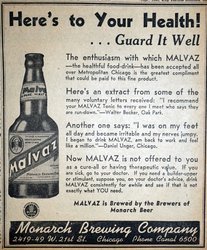 Here's to Your Health!
... Guard It Well
The enthusiasm with which MALVAZ
—the healthful food-drink—has been accepted all
over Metropolitan Chicago is the greatest compliment
that could be paid to this fine product.
Here's an extract from some of the
many voluntary letters received: "I recommend
your MALVAZ Tonic to every one I meet who says they
are run-down."—Walter Becker, Oak Park.
Another one says: "I was on my feet
all day and became irritable and my nerves jumpy.
I began to drink MALVAZ, am back to work and feel
like a million."—Daniel Unger, Chicago.
Now MALVAZ is not offered to you
as a cure-all or having therapeutic value. If you
are sick, go to your doctor. If you need a builder-upper
or stimulant, suppose you, on your doctor's advice, drink
MALVAZ consistently for awhile and see if that is not
exactly what YOU need.
MALVAZ is Brewed by the Brewers of
Monarch Beer
Malvaz
Monarch Brewing Company
2419-49 W. 21st St. Chicago Phone Canal 6500